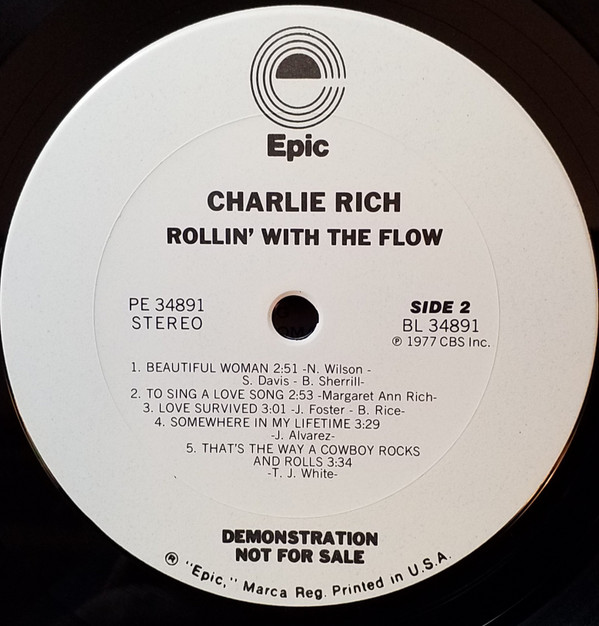 Epic
CHARLIE RICH
ROLLIN' WITH THE FLOW
PE 34891
STEREO
SIDE 2
BL 34891
℗ 1977 CBS Inc.
1. BEAUTIFUL WOMAN 2:51 -N. Wilson -
S. Davis - B. Sherrill-
2. TO SING A LOVE SONG 2:53 -Margaret Ann Rich-
3. LOVE SURVIVED 3:01 -J. Foster - B. Rice-
4. SOMEWHERE IN MY LIFETIME 3:29
-J. Alvarez-
5. THAT'S THE WAY A COWBOY ROCKS
AND ROLLS 3:34
-T. J. White-
DEMONSTRATION
NOT FOR SALE
® "Epic," Marca Reg. Printed in U.S.A.